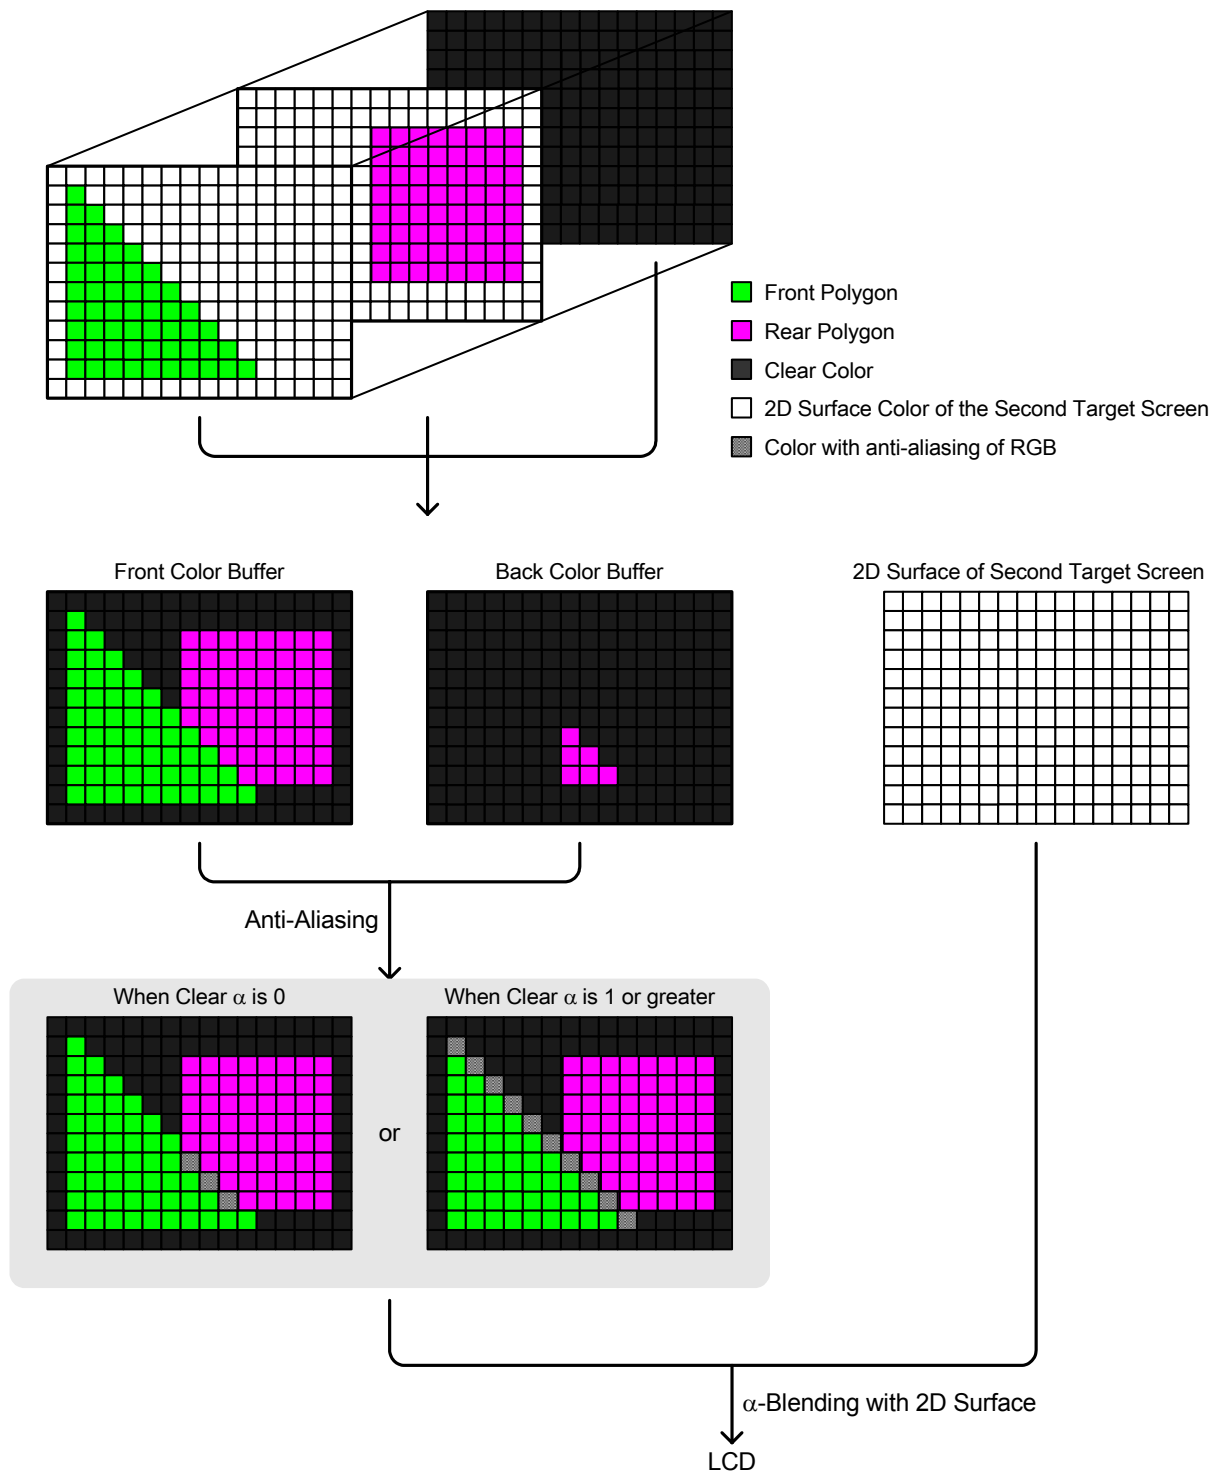 Front Polygon
Rear Polygon
Clear Color
2D Surface Color of the Second Target Screen
Color with anti-aliasing of RGB
Front Color Buffer
Back Color Buffer
2D Surface of Second Target Screen
Anti-Aliasing
When Clear α is 0
When Clear α is 1 or greater
or
α-Blending with 2D Surface
LCD